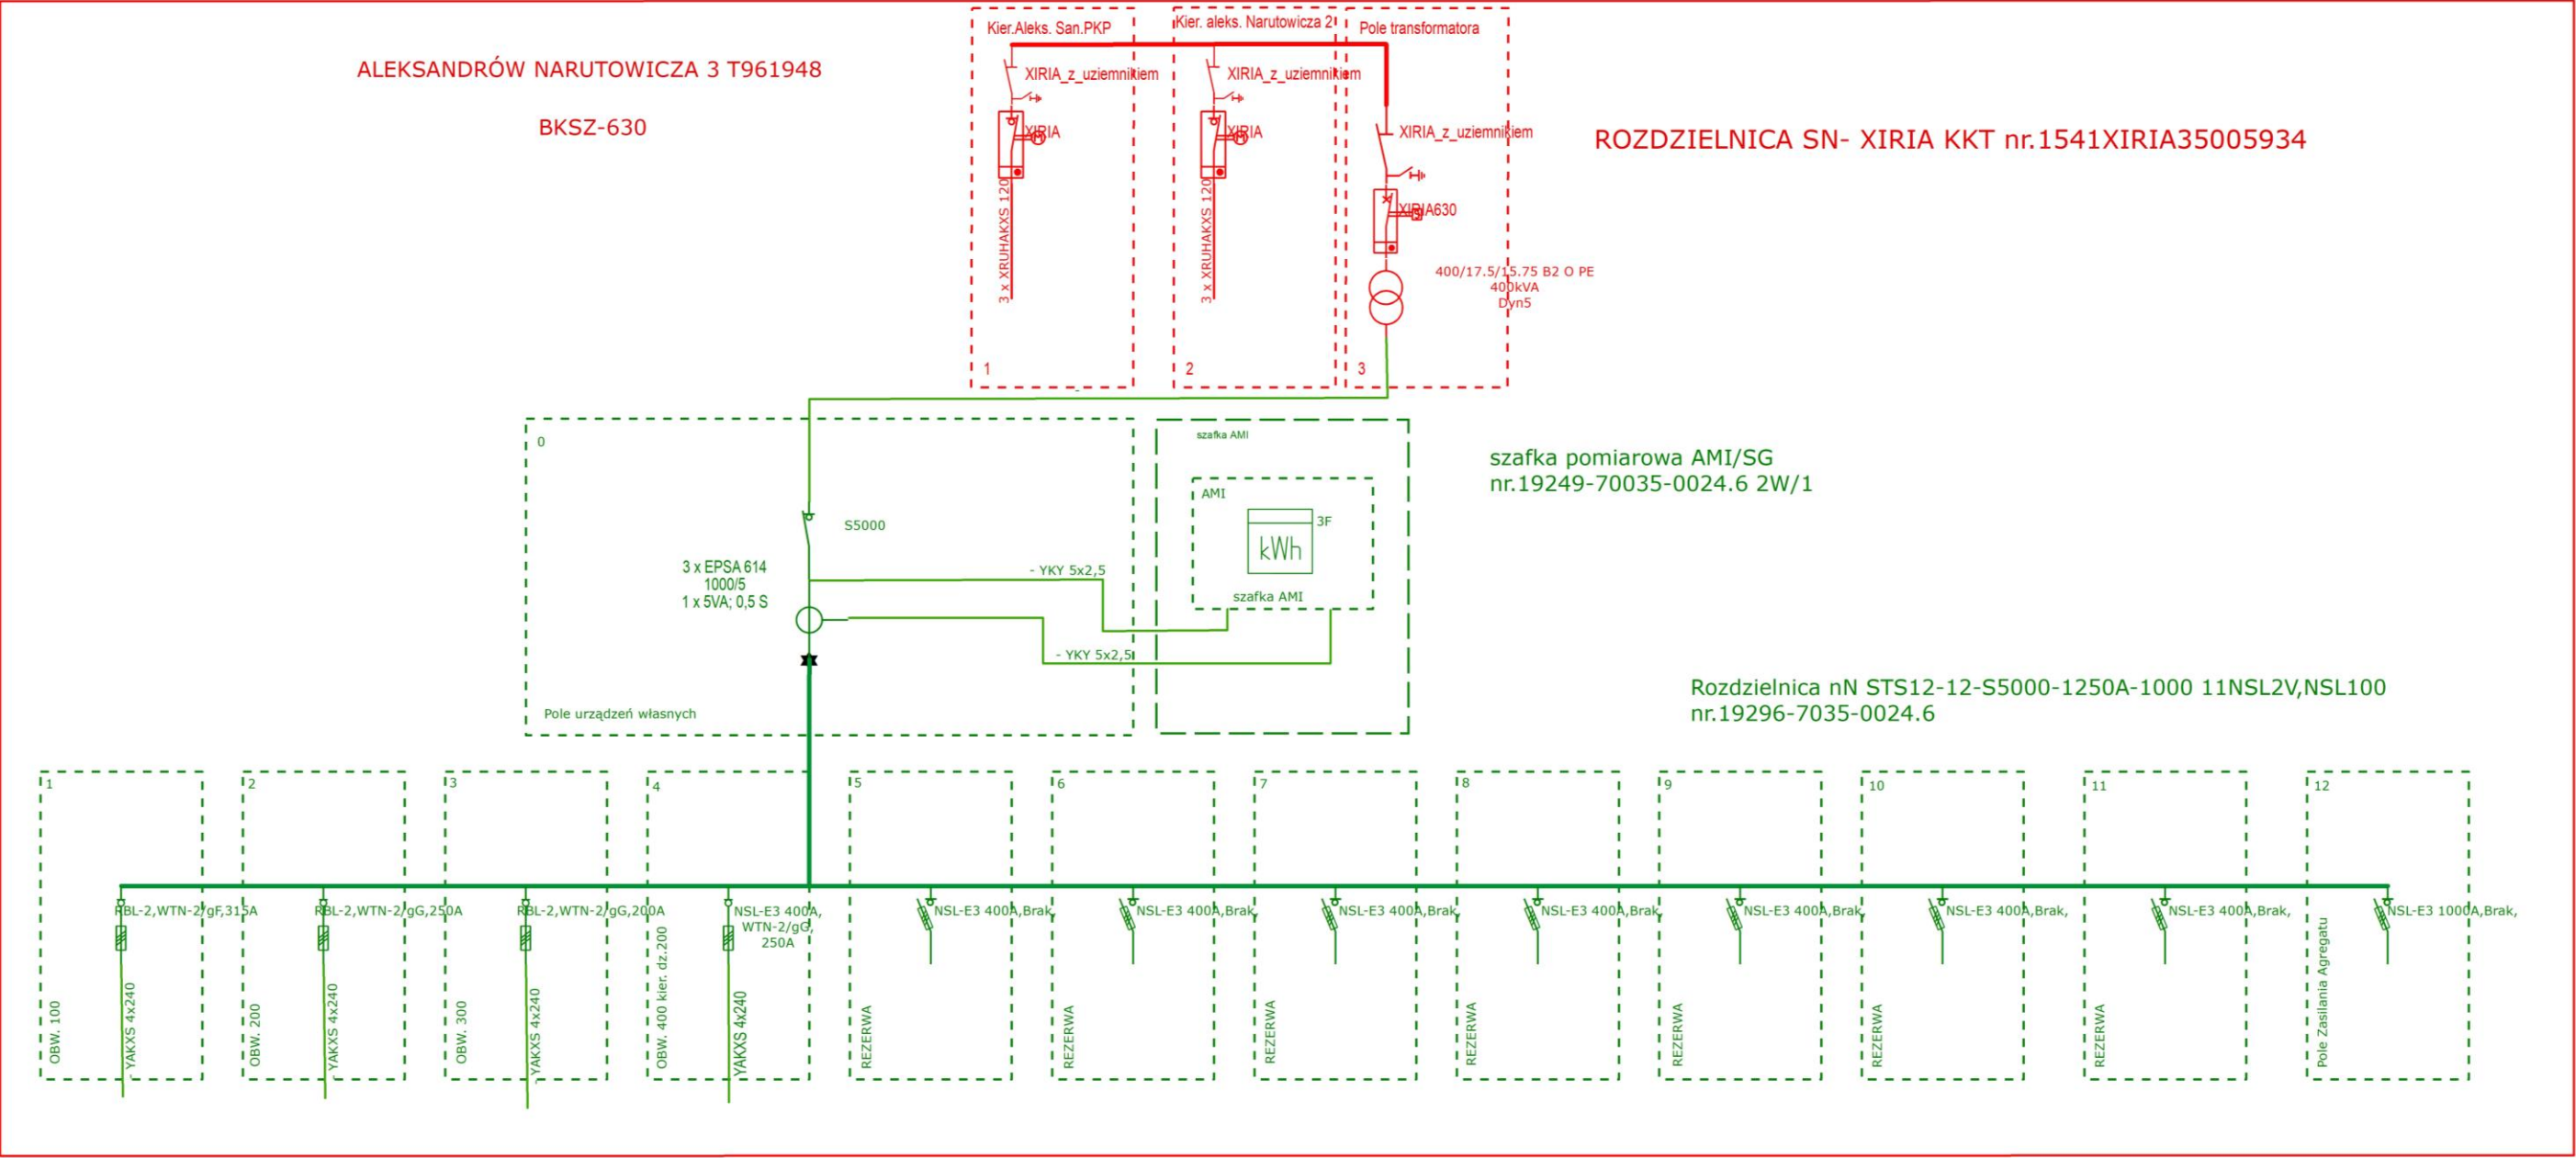 ALEKSANDRÓW NARUTOWICZA 3 T961948
BKSZ-630
Kier.Aleks. San.PKP
Kier. aleks. Narutowicza 2
Pole transformatora
XIRIA_z_uziemnikiem
XIRIA_z_uziemnikiem
XIRIA_z_uziemnikiem
XIRIA
XIRIA
XIRIA630
3 x XRUHAKXS 120
3 x XRUHAKXS 120
400/17.5/15.75 B2 O PE
400kVA
Dyn5
1
2
3
ROZDZIELNICA SN- XIRIA KKT nr.1541XIRIA35005934
0
S5000
3 x EPSA 614
1000/5
1 x 5VA; 0,5 S
- YKY 5x2,5
- YKY 5x2,5
Pole urządzeń własnych
szafka AMI
AMI
3F
kWh
szafka AMI
szafka pomiarowa AMI/SG
nr.19249-70035-0024.6 2W/1
Rozdzielnica nN STS12-12-S5000-1250A-1000 11NSL2V,NSL100
nr.19296-7035-0024.6
1
RBL-2,WTN-2/gF,315A
OBW. 100
- YAKXS 4x240
2
RBL-2,WTN-2/gG,250A
OBW. 200
- YAKXS 4x240
3
RBL-2,WTN-2/gG,200A
OBW. 300
- YAKXS 4x240
4
NSL-E3 400A,
WTN-2/gG,
250A
OBW. 400 kier. dz.200
YAKXS 4x240
5
NSL-E3 400A,Brak,
REZERWA
6
NSL-E3 400A,Brak,
REZERWA
7
NSL-E3 400A,Brak,
REZERWA
8
NSL-E3 400A,Brak,
REZERWA
9
NSL-E3 400A,Brak,
REZERWA
10
NSL-E3 400A,Brak,
REZERWA
11
NSL-E3 400A,Brak,
REZERWA
12
NSL-E3 1000A,Brak,
Pole Zasilania Agregatu